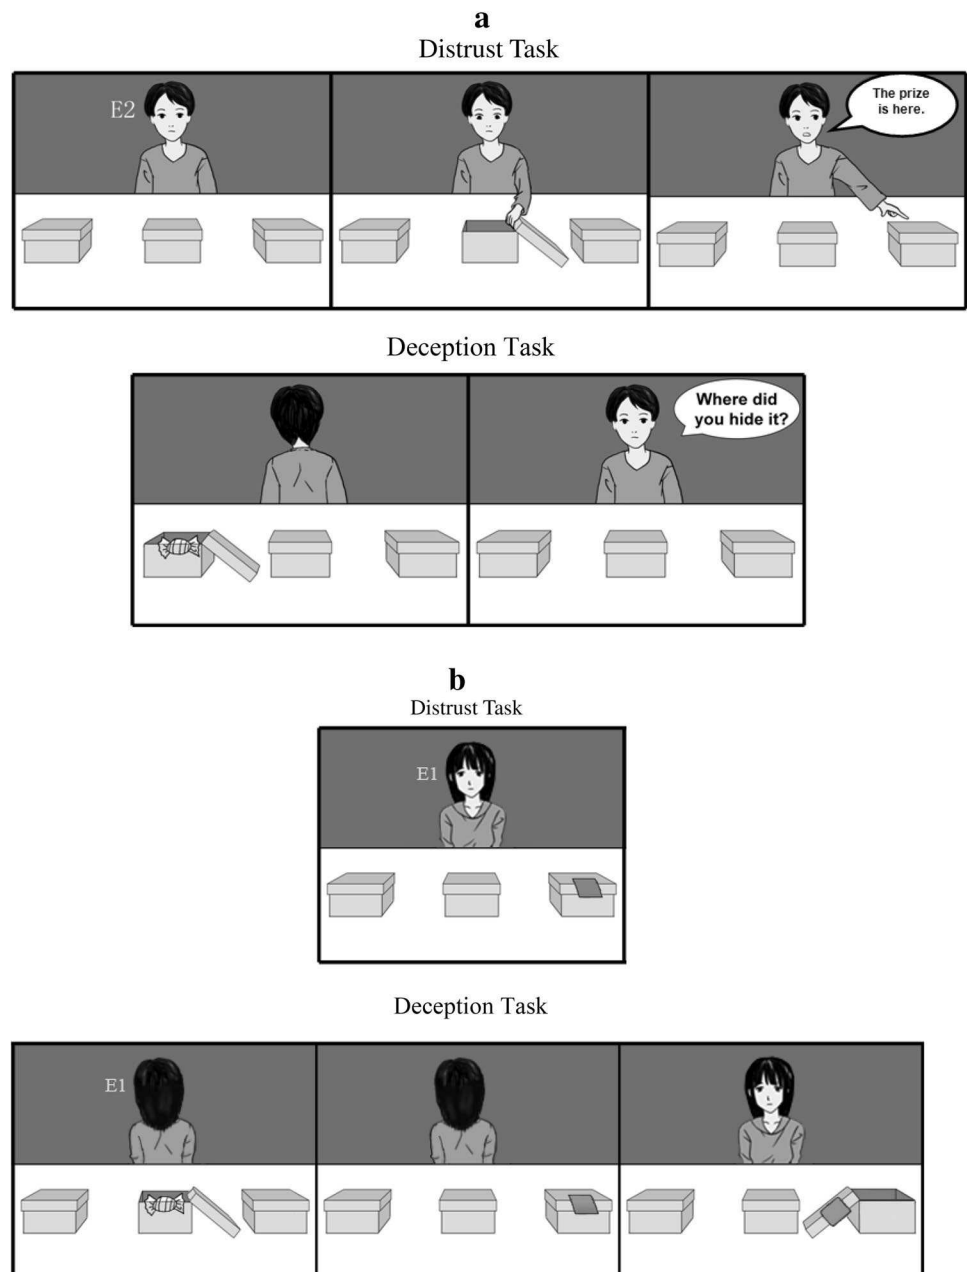 a
Distrust Task
E2
The prize
is here.
Deception Task
Where did
you hide it?
b
Distrust Task
E1
Deception Task
E1